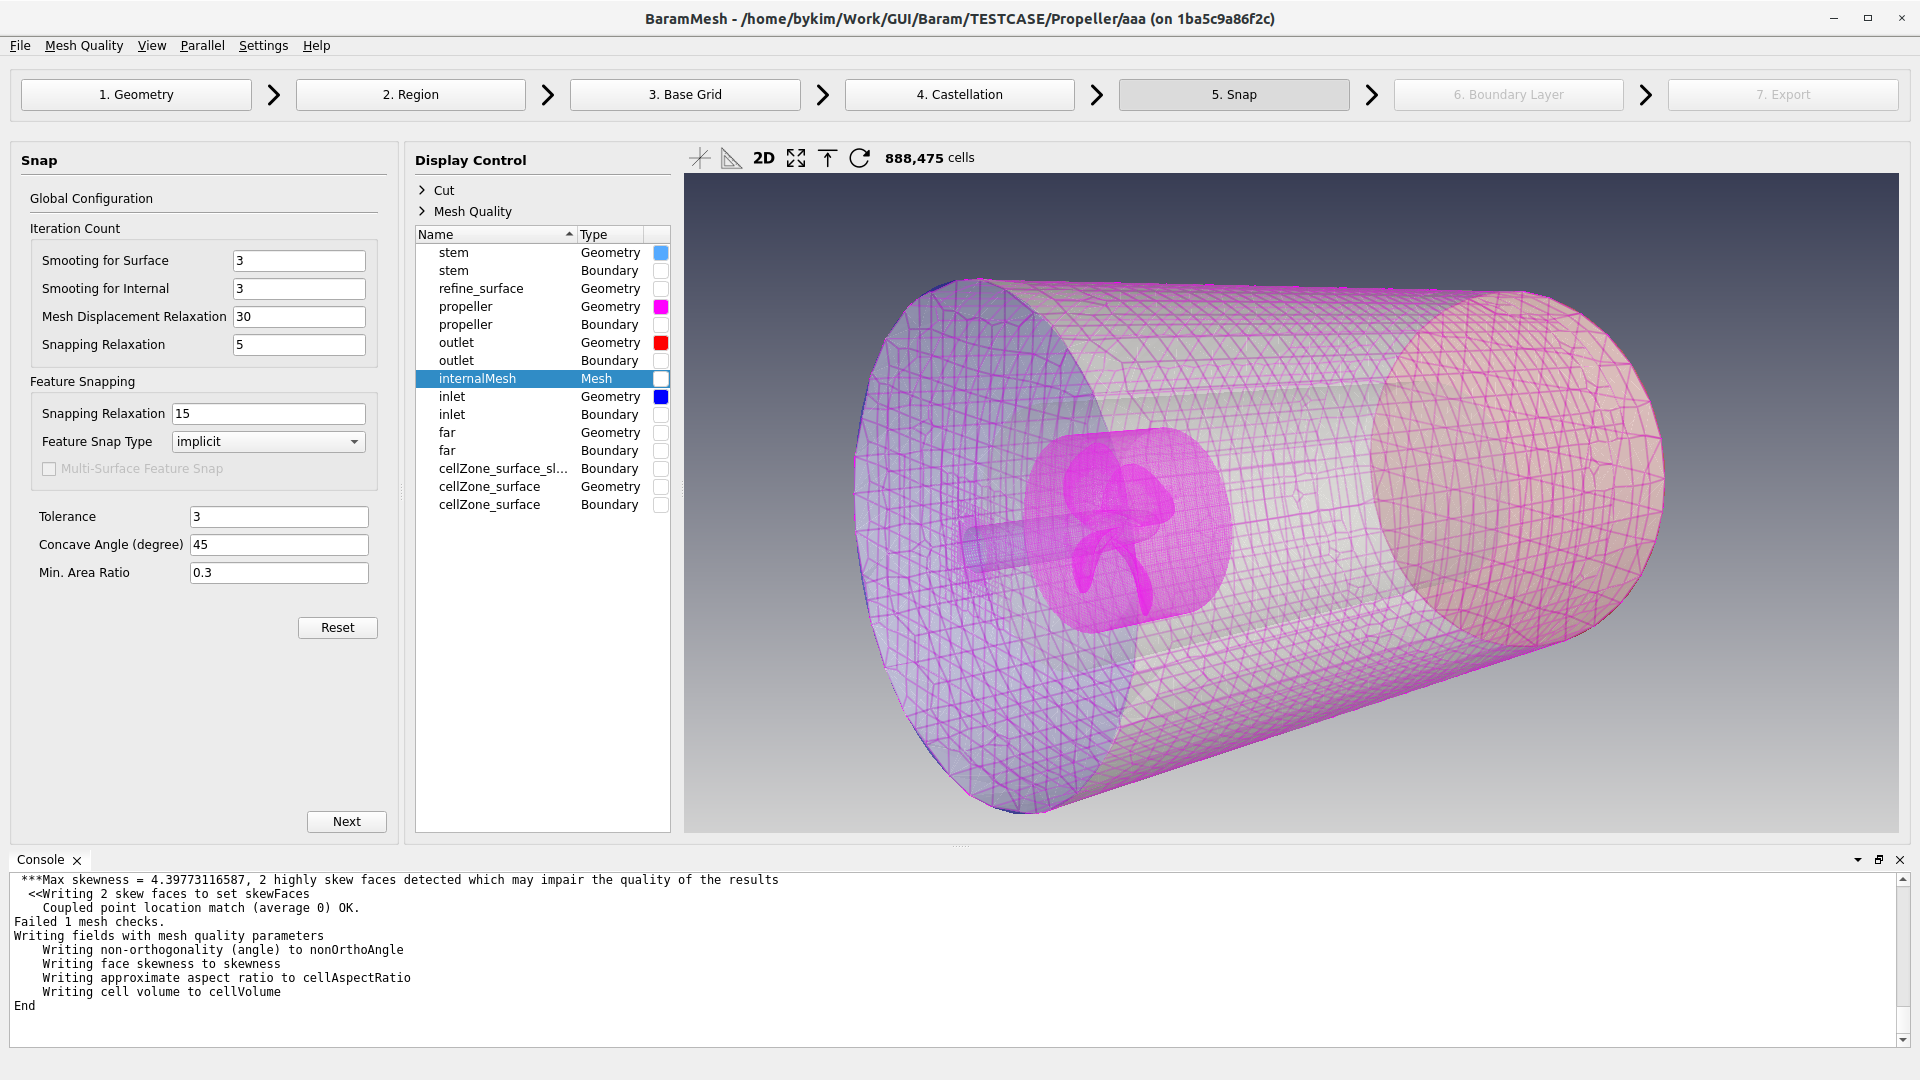 BaramMesh - /home/bykim/Work/GUI/Baram/TESTCASE/Propeller/aaa (on 1ba5c9a86f2c)
File Mesh Quality View Parallel Settings Help
1. Geometry 2. Region 3. Base Grid 4. Castellation 5. Snap 6. Boundary Layer 7. Export
Snap
Global Configuration
Iteration Count
Smooting for Surface 3
Smooting for Internal 3
Mesh Displacement Relaxation 30
Snapping Relaxation 5
Feature Snapping
Snapping Relaxation 15
Feature Snap Type implicit
Multi-Surface Feature Snap
Tolerance 3
Concave Angle (degree) 45
Min. Area Ratio 0.3
Reset
Next
Display Control
Cut
Mesh Quality
Name Type
stem Geometry
stem Boundary
refine_surface Geometry
propeller Geometry
propeller Boundary
outlet Geometry
outlet Boundary
internalMesh Mesh
inlet Geometry
inlet Boundary
far Geometry
far Boundary
cellZone_surface_sl... Boundary
cellZone_surface Geometry
cellZone_surface Boundary
2D 888,475 cells
Console
***Max skewness = 4.39773116587, 2 highly skew faces detected which may impair the quality of the results
<<Writing 2 skew faces to set skewFaces
Coupled point location match (average 0) OK.
Failed 1 mesh checks.
Writing fields with mesh quality parameters
Writing non-orthogonality (angle) to nonOrthoAngle
Writing face skewness to skewness
Writing approximate aspect ratio to cellAspectRatio
Writing cell volume to cellVolume
End